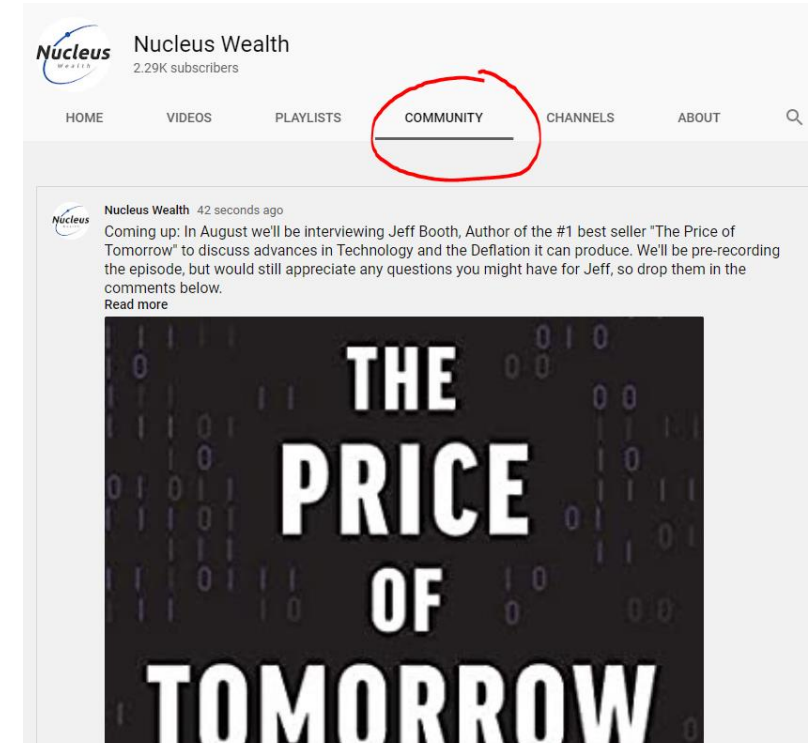 Nucleus
Wealth
Nucleus Wealth
2.29K subscribers
HOME VIDEOS PLAYLISTS COMMUNITY CHANNELS ABOUT
Nucleus
Nucleus Wealth 42 seconds ago
Coming up: In August we'll be interviewing Jeff Booth, Author of the #1 best seller "The Price of
Tomorrow" to discuss advances in Technology and the Deflation it can produce. We'll be pre-recording
the episode, but would still appreciate any questions you might have for Jeff, so drop them in the
comments below.
Read more
THE
PRICE
OF
TOMORROW